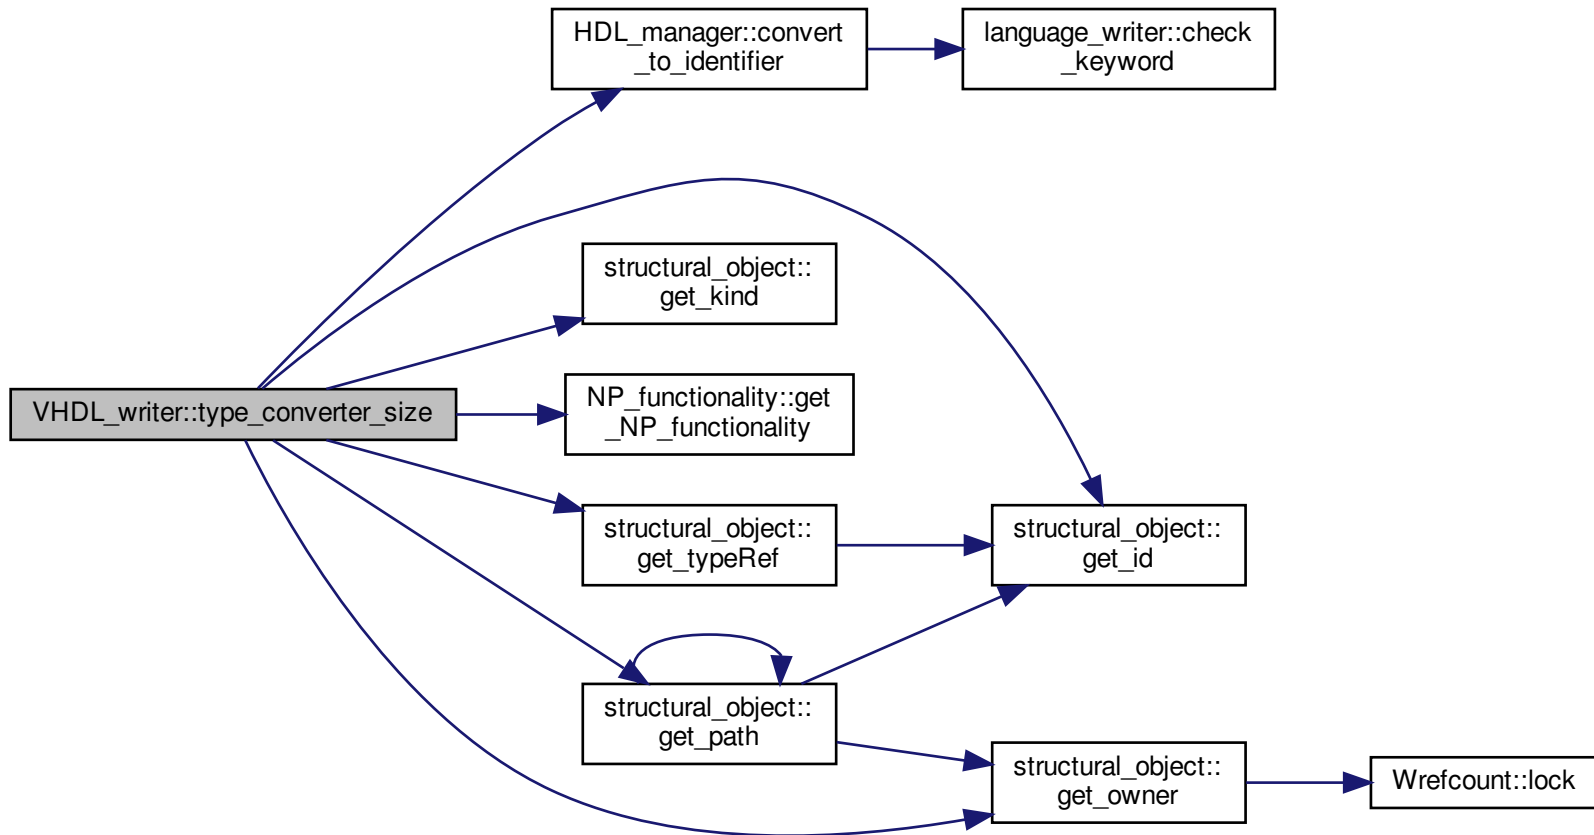 HDL_manager::convert
_to_identifier
language_writer::check
_keyword
structural_object::
get_kind
VHDL_writer::type_converter_size
NP_functionality::get
_NP_functionality
structural_object::
get_typeRef
structural_object::
get_id
structural_object::
get_path
structural_object::
get_owner
Wrefcount::lock